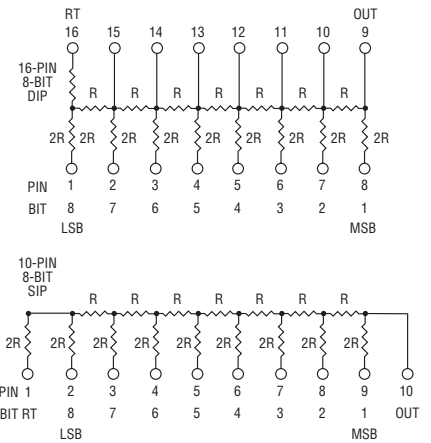 RT OUT
16 15 14 13 12 11 10 9
16-PIN
8-BIT
DIP
R R R R R R R
2R 2R 2R 2R 2R 2R 2R 2R
PIN 1 2 3 4 5 6 7 8
BIT 8 7 6 5 4 3 2 1
LSB MSB
10-PIN
8-BIT
SIP
R R R R R R R
2R 2R 2R 2R 2R 2R 2R 2R 2R
PIN 1 2 3 4 5 6 7 8 9 10
BIT RT 8 7 6 5 4 3 2 1 OUT
LSB MSB